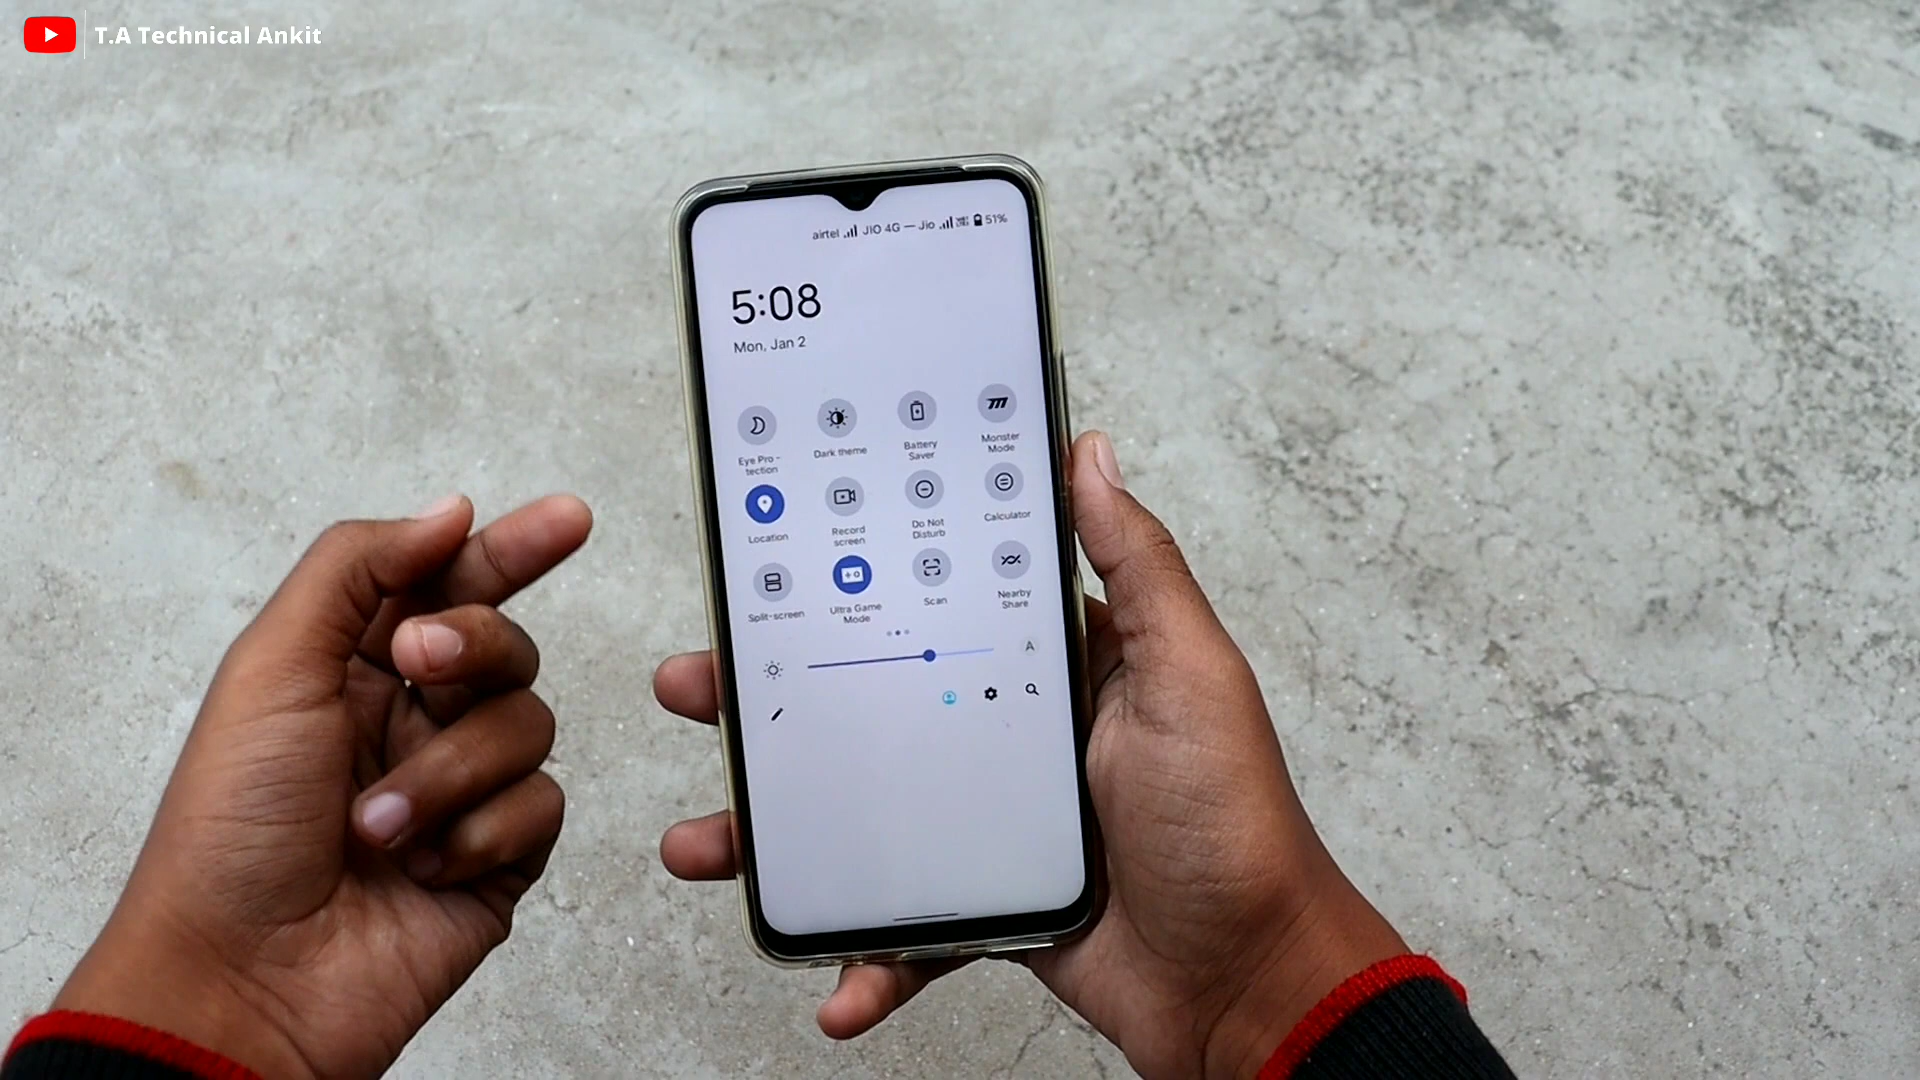 T.A Technical Ankit
airtel JIO 4G — Jio 51%
5:08
Mon, Jan 2
Eye Pro - Dark theme Battery Monster
tection Saver Mode
Location Record Do Not Calculator
screen Disturb
Split-screen Ultra Game Scan Nearby
Mode Share
A